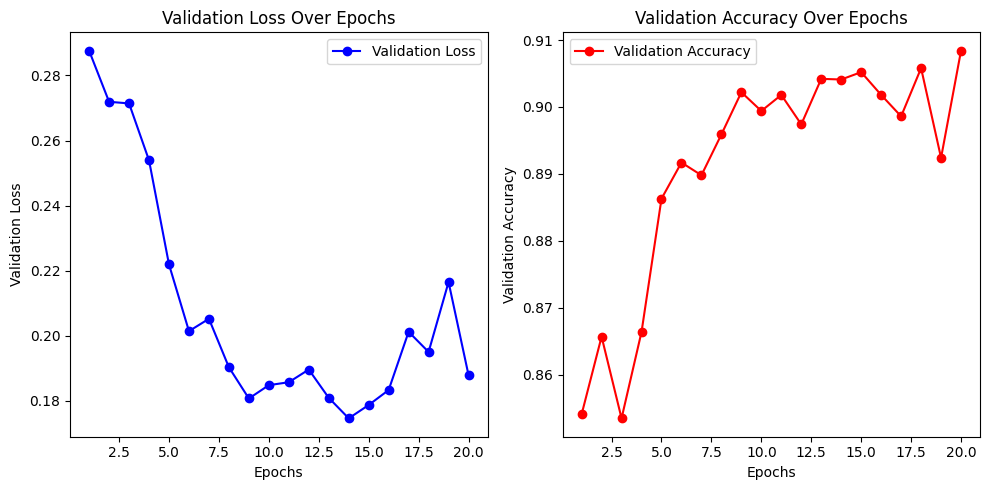 Validation Loss Over Epochs
Validation Loss
0.28
0.26
0.24
0.22
0.20
0.18
Validation Loss
2.5 5.0 7.5 10.0 12.5 15.0 17.5 20.0
Epochs
Validation Accuracy Over Epochs
Validation Accuracy
0.91
0.90
0.89
0.88
0.87
0.86
Validation Accuracy
2.5 5.0 7.5 10.0 12.5 15.0 17.5 20.0
Epochs